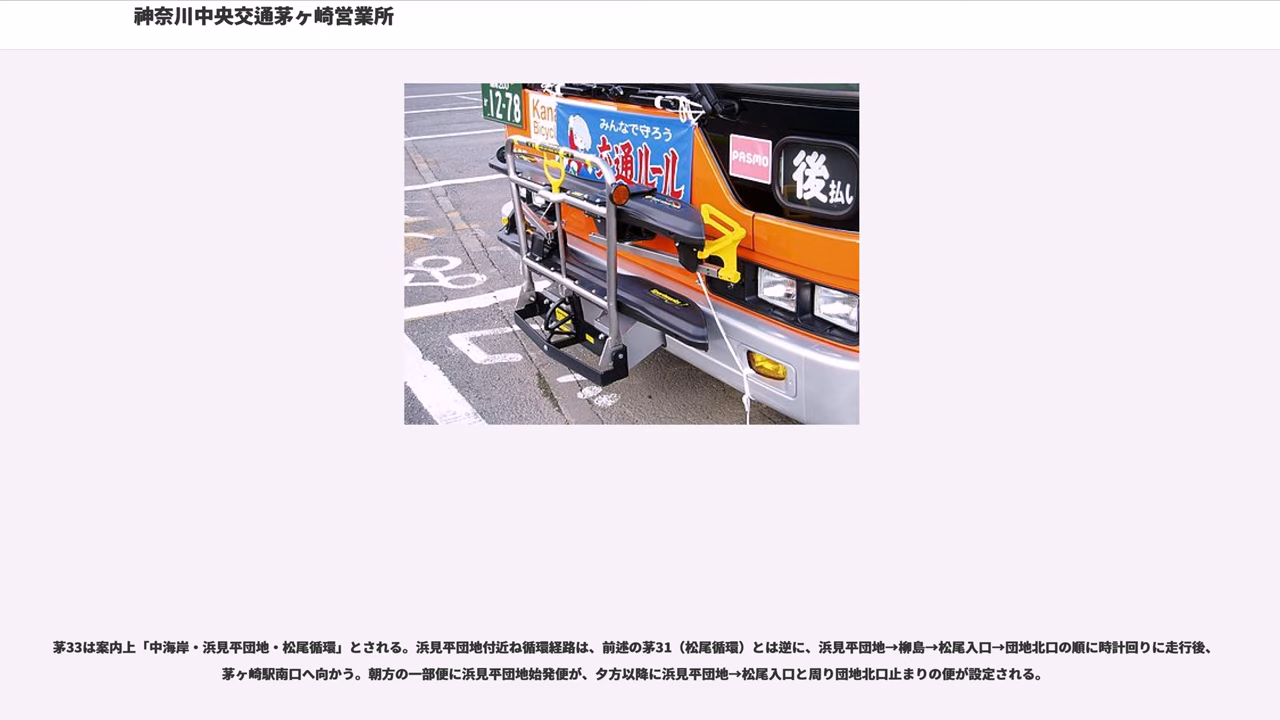 神奈川中央交通茅ヶ崎営業所
12-78
Kana
Bicycl
みんなで守ろう
交通ルール
PASMO
後払い
茅33は案内上「中海岸・浜見平団地・松尾循環」とされる。浜見平団地付近ね循環経路は、前述の茅31（松尾循環）とは逆に、浜見平団地→柳島→松尾入口→団地北口の順に時計回りに走行後、
茅ヶ崎駅南口へ向かう。朝方の一部便に浜見平団地始発便が、夕方以降に浜見平団地→松尾入口と周り団地北口止まりの便が設定される。